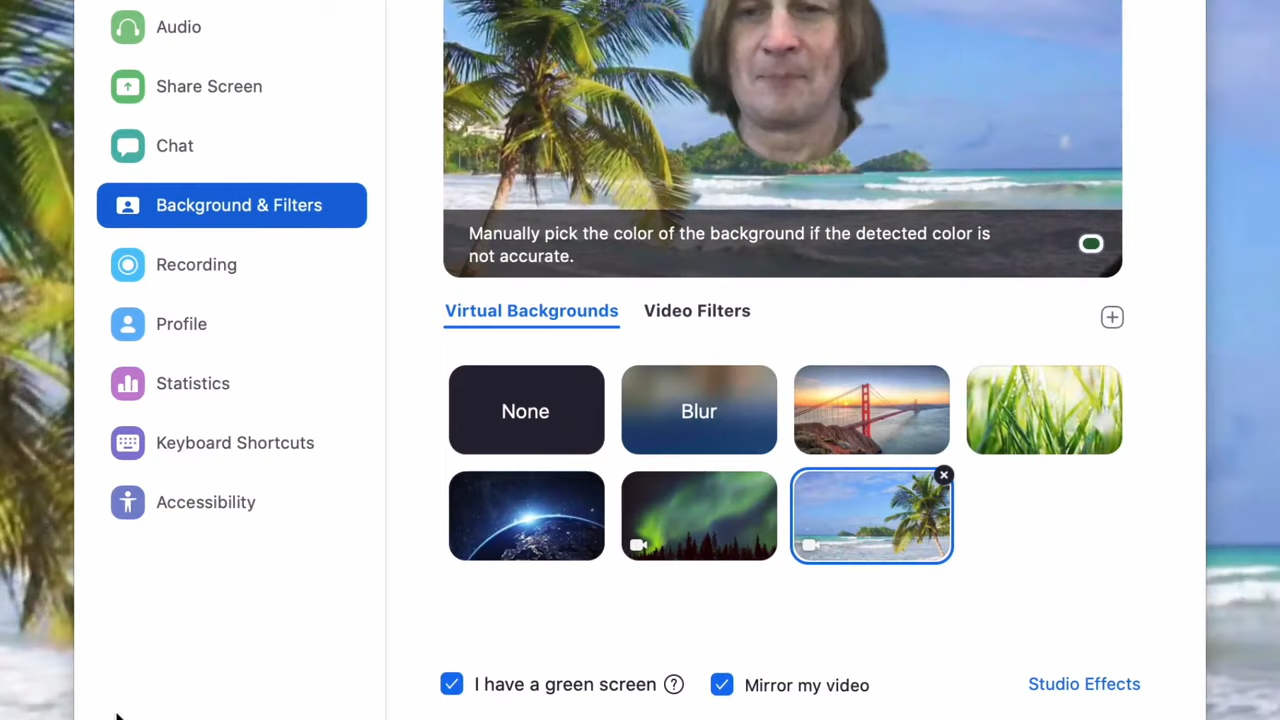 Audio
Share Screen
Chat
Background & Filters
Recording
Profile
Statistics
Keyboard Shortcuts
Accessibility
Manually pick the color of the background if the detected color is
not accurate.
Virtual Backgrounds
Video Filters
None
Blur
I have a green screen ?
Mirror my video
Studio Effects